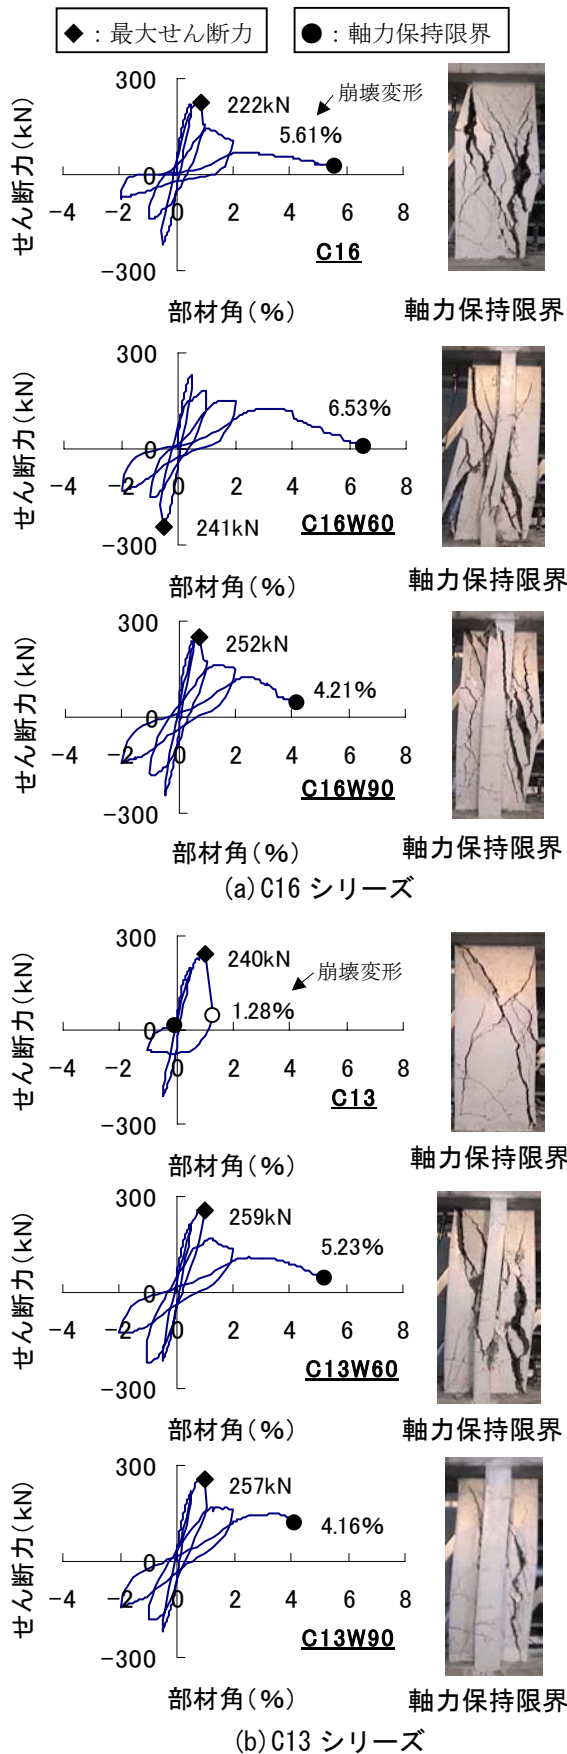 ◆：最大せん断力 ●：軸力保持限界
せん断力(kN)
300
0
-300
-4 -2 0 2 4 6 8
222kN
崩壊変形
5.61%
C16
部材角(%)
軸力保持限界
せん断力(kN)
300
0
-300
-4 -2 0 2 4 6 8
6.53%
241kN
C16W60
部材角(%)
軸力保持限界
せん断力(kN)
300
0
-300
-4 -2 0 2 4 6 8
252kN
4.21%
C16W90
部材角(%)
軸力保持限界
(a)C16 シリーズ
せん断力(kN)
300
0
-300
-4 -2 0 2 4 6 8
240kN
崩壊変形
1.28%
C13
部材角(%)
軸力保持限界
せん断力(kN)
300
0
-300
-4 -2 0 2 4 6 8
259kN
5.23%
C13W60
部材角(%)
軸力保持限界
せん断力(kN)
300
0
-300
-4 -2 0 2 4 6 8
257kN
4.16%
C13W90
部材角(%)
軸力保持限界
(b)C13 シリーズ